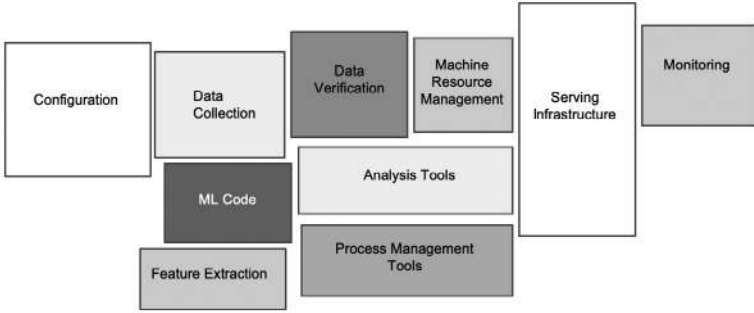 Configuration
Data
Collection
Data
Verification
Machine
Resource
Management
Serving
Infrastructure
Monitoring
ML Code
Analysis Tools
Feature Extraction
Process Management
Tools